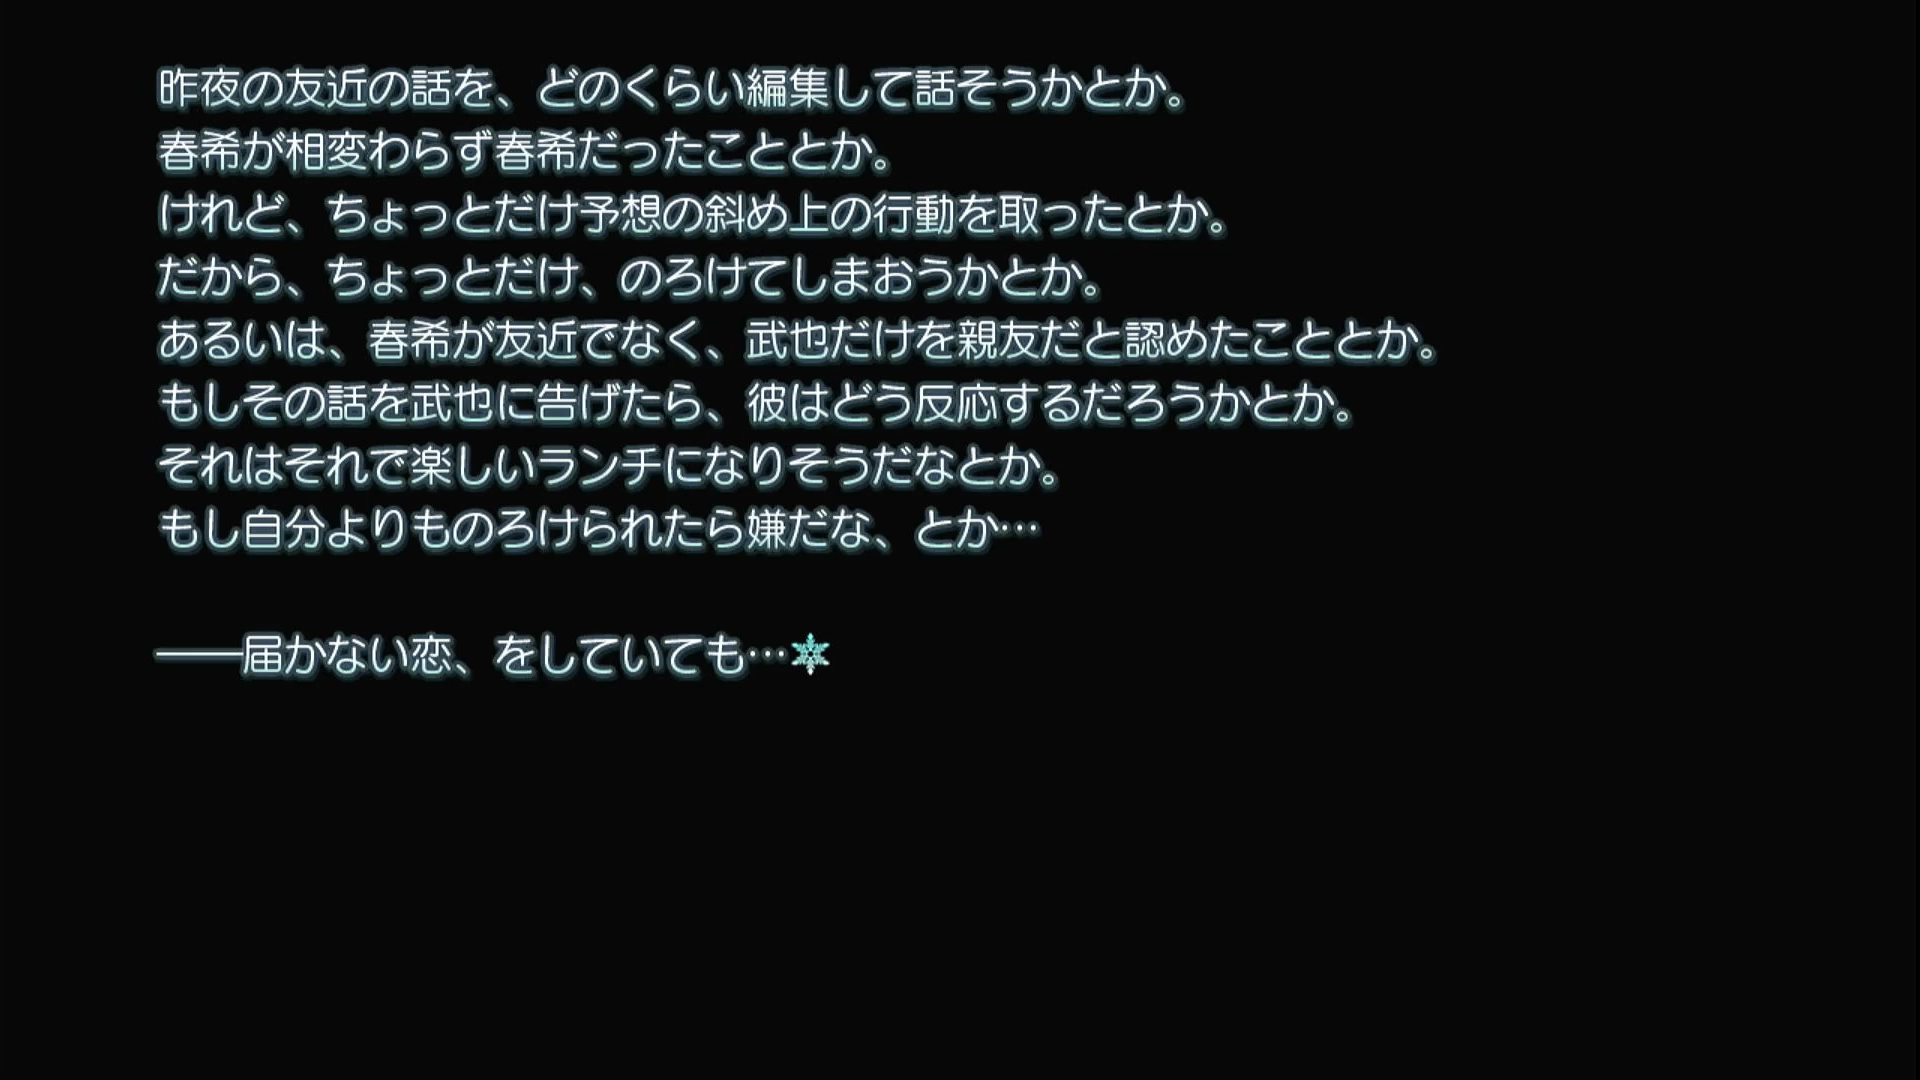 昨夜の友近の話を、どのくらい編集して話そうかとか。
春希が相変わらず春希だったこととか。
けれど、ちょっとだけ予想の斜め上の行動を取ったとか。
だから、ちょっとだけ、のろけてしまおうかとか。
あるいは、春希が友近でなく、武也だけを親友だと認めたこととか。
もしその話を武也に告げたら、彼はどう反応するだろうかとか。
それはそれで楽しいランチになりそうだなとか。
もし自分よりものろけられたら嫌だな、とか…
――届かない恋、をしていても…